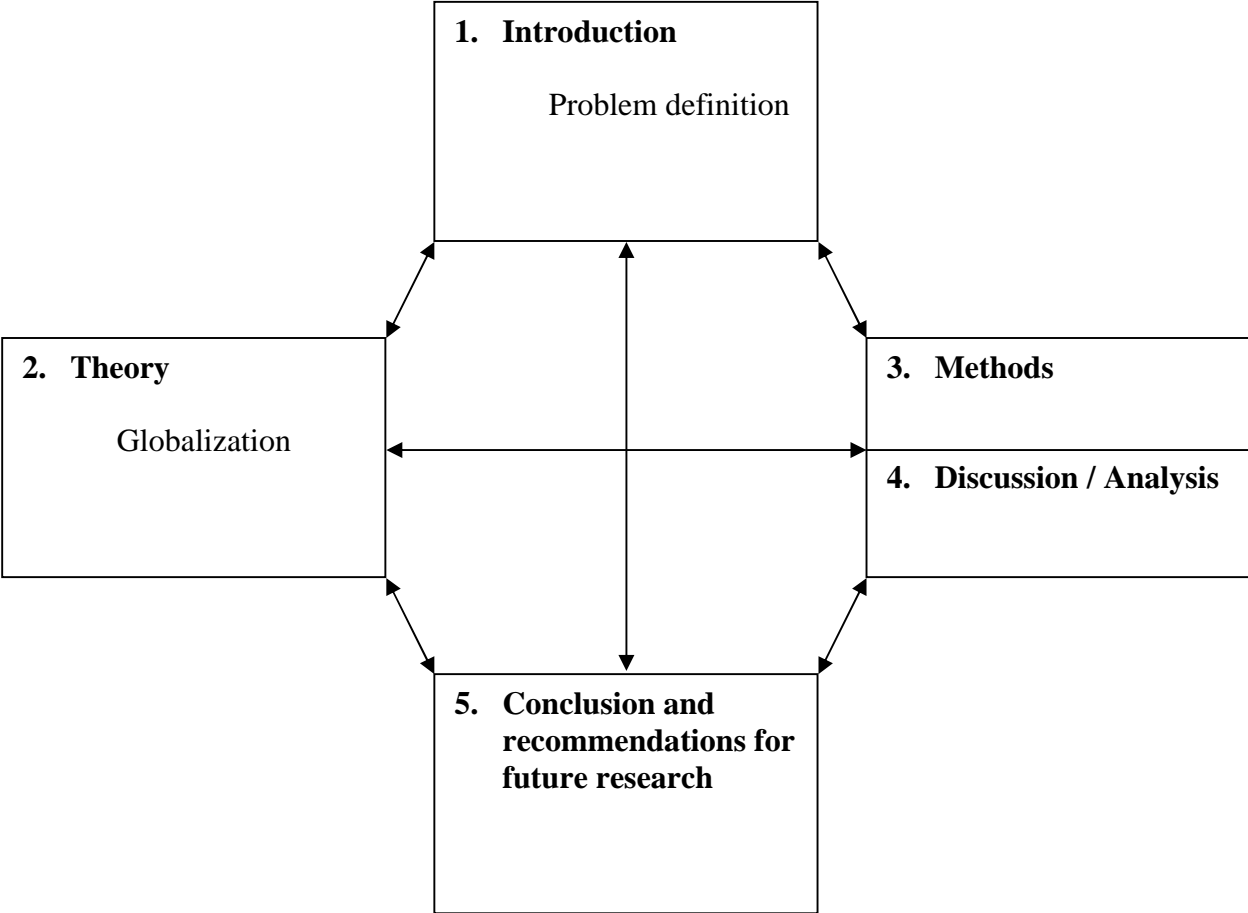 1. Introduction
Problem definition
2. Theory
Globalization
3. Methods
4. Discussion / Analysis
5. Conclusion and
recommendations for
future research